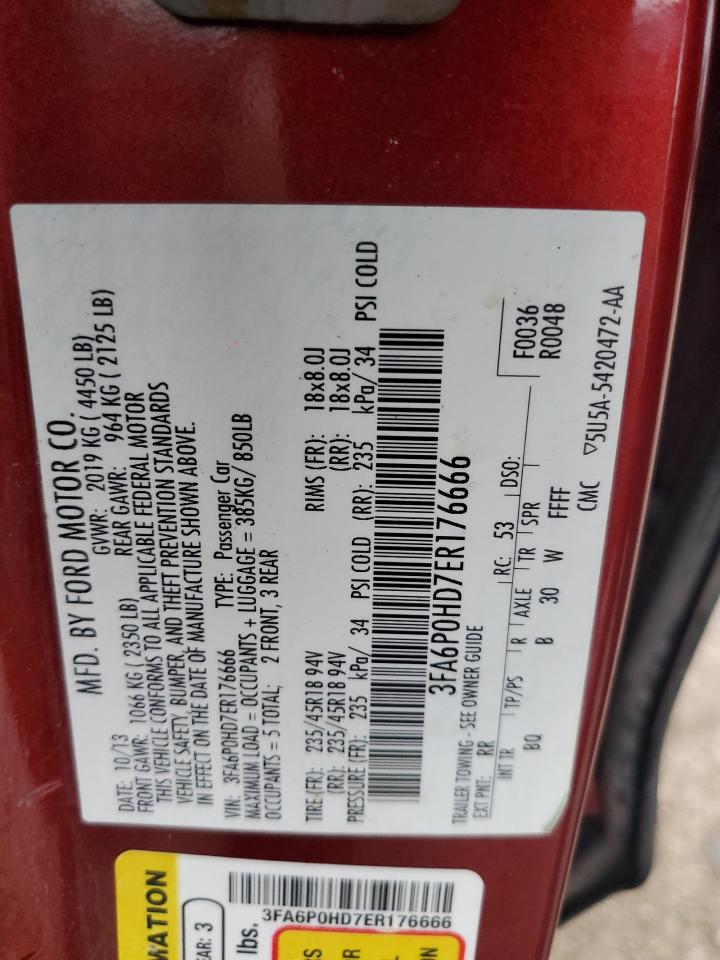 MFD. BY FORD MOTOR CO.
DATE: 10/13 GVWR: 2019 KG ( 4450 LB)
FRONT GAWR: 1066 KG ( 2350 LB) REAR GAWR: 964 KG ( 2125 LB)
THIS VEHICLE CONFORMS TO ALL APPLICABLE FEDERAL MOTOR
VEHICLE SAFETY, BUMPER, AND THEFT PREVENTION STANDARDS
IN EFFECT ON THE DATE OF MANUFACTURE SHOWN ABOVE.
VIN: 3FA6P0HD7ER176666 TYPE: Passenger Car
MAXIMUM LOAD = OCCUPANTS + LUGGAGE = 385KG/ 850LB
OCCUPANTS = 5 TOTAL; 2 FRONT, 3 REAR
TIRE (FR): 235/45R18 94V RIMS (FR): 18x8.0J
(RR): 235/45R18 94V (RR): 18x8.0J
PRESSURE (FR): 235 kPa/ 34 PSI COLD (RR): 235 kPa/ 34 PSI COLD
3FA6P0HD7ER176666
TRAILER TOWING - SEE OWNER GUIDE
EXT PNT: RR RC: 53 DSO: F0036
R0048
INT TR TP/PS R AXLE TR SPR
BQ B 30 W FFFF
CMC ▽5U5A-5420472-AA
MATION
EAR: 3
lbs.
3FA6P0HD7ER176666
S
R
L
ON